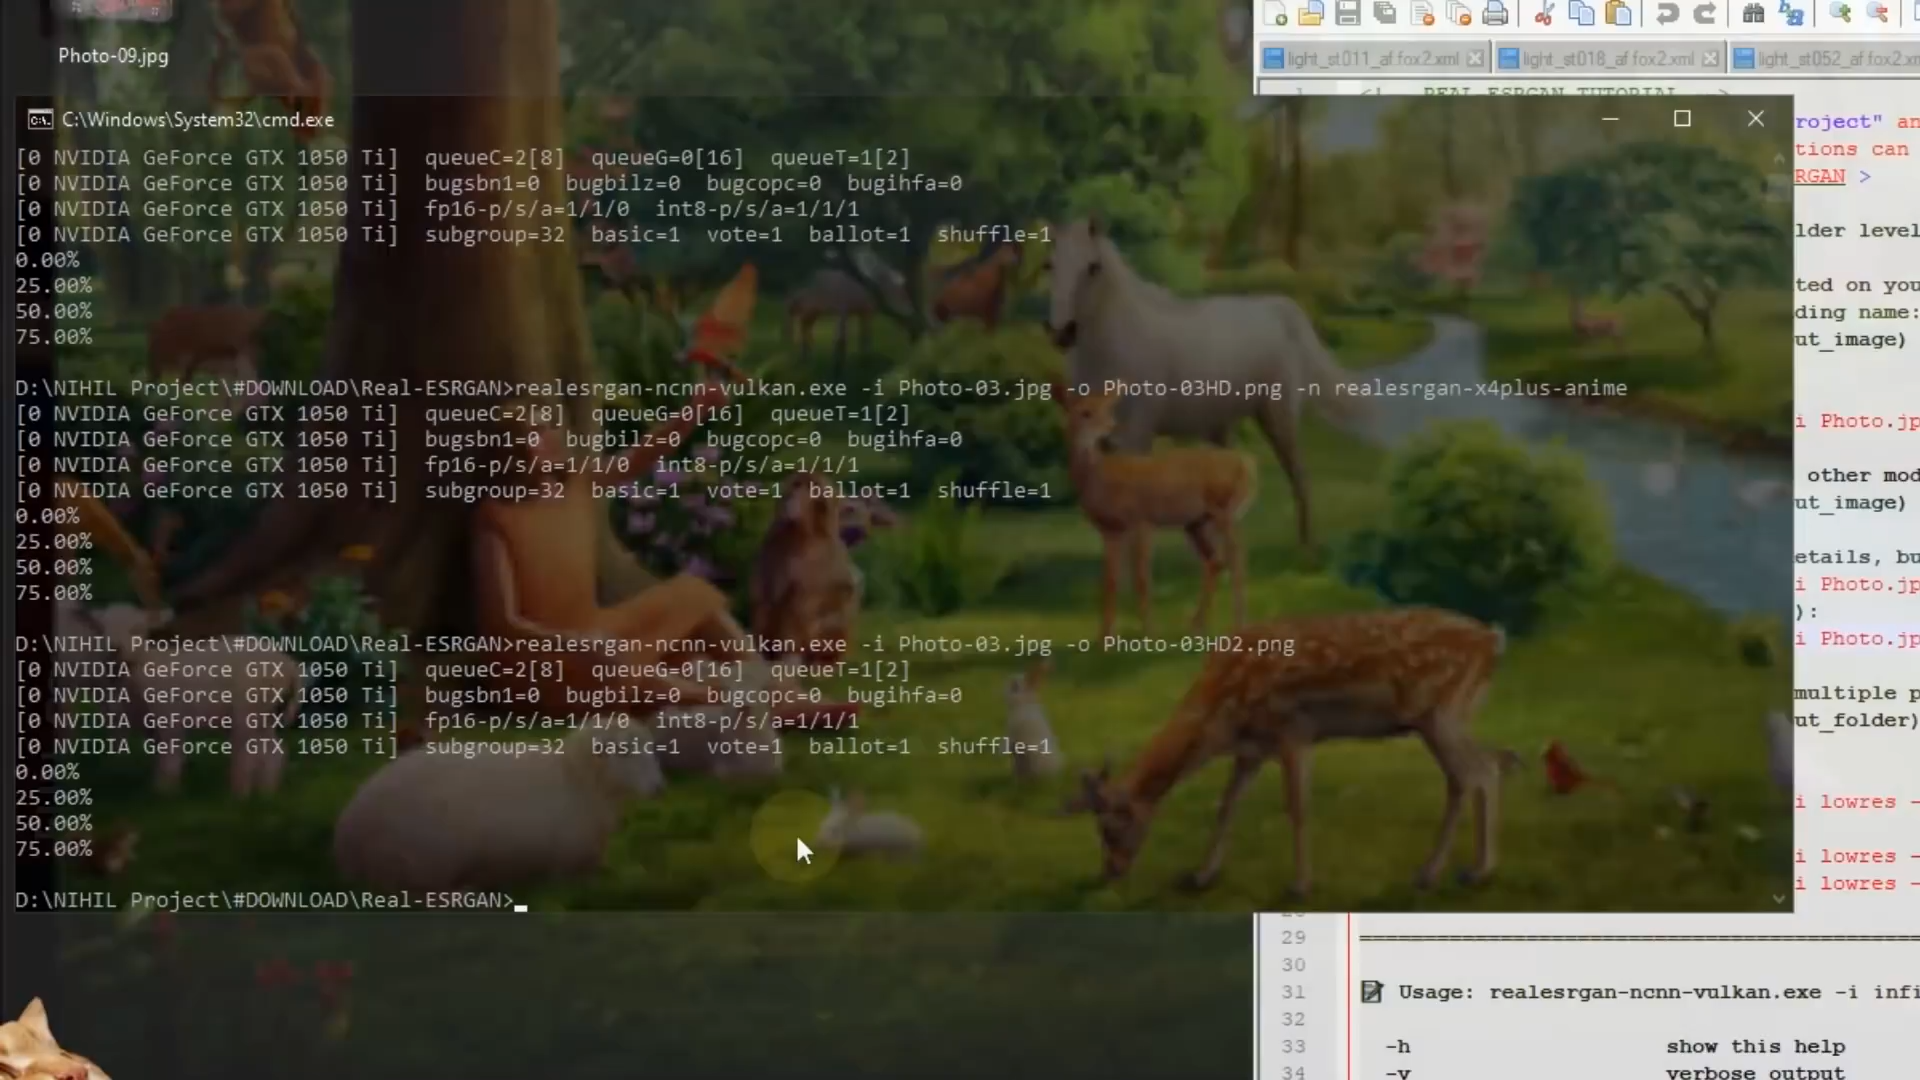 Photo-09.jpg
light_st011_af.fox2.xml
light_st018_af.fox2.xml
light_st052_af.fox2.xm
REAL ESRGAN TUTORIAL
C:\Windows\System32\cmd.exe
[0 NVIDIA GeForce GTX 1050 Ti]  queueC=2[8]  queueG=0[16]  queueT=1[2]
[0 NVIDIA GeForce GTX 1050 Ti]  bugsbn1=0  bugbilz=0  bugcopc=0  bugihfa=0
[0 NVIDIA GeForce GTX 1050 Ti]  fp16-p/s/a=1/1/0  int8-p/s/a=1/1/1
[0 NVIDIA GeForce GTX 1050 Ti]  subgroup=32  basic=1  vote=1  ballot=1  shuffle=1
0.00%
25.00%
50.00%
75.00%
D:\NIHIL Project\#DOWNLOAD\Real-ESRGAN>realesrgan-ncnn-vulkan.exe -i Photo-03.jpg -o Photo-03HD.png -n realesrgan-x4plus-anime
[0 NVIDIA GeForce GTX 1050 Ti]  queueC=2[8]  queueG=0[16]  queueT=1[2]
[0 NVIDIA GeForce GTX 1050 Ti]  bugsbn1=0  bugbilz=0  bugcopc=0  bugihfa=0
[0 NVIDIA GeForce GTX 1050 Ti]  fp16-p/s/a=1/1/0  int8-p/s/a=1/1/1
[0 NVIDIA GeForce GTX 1050 Ti]  subgroup=32  basic=1  vote=1  ballot=1  shuffle=1
0.00%
25.00%
50.00%
75.00%
D:\NIHIL Project\#DOWNLOAD\Real-ESRGAN>realesrgan-ncnn-vulkan.exe -i Photo-03.jpg -o Photo-03HD2.png
[0 NVIDIA GeForce GTX 1050 Ti]  queueC=2[8]  queueG=0[16]  queueT=1[2]
[0 NVIDIA GeForce GTX 1050 Ti]  bugsbn1=0  bugbilz=0  bugcopc=0  bugihfa=0
[0 NVIDIA GeForce GTX 1050 Ti]  fp16-p/s/a=1/1/0  int8-p/s/a=1/1/1
[0 NVIDIA GeForce GTX 1050 Ti]  subgroup=32  basic=1  vote=1  ballot=1  shuffle=1
0.00%
25.00%
50.00%
75.00%
D:\NIHIL Project\#DOWNLOAD\Real-ESRGAN>
roject" an
tions can
RGAN >
lder level
ted on you
ding name:
ut_image)
i Photo.jp
other mod
ut_image)
etails, bu
i Photo.jp
):
i Photo.jp
multiple p
ut_folder)
i lowres -
i lowres -
i lowres -
29
30
31 Usage: realesrgan-ncnn-vulkan.exe -i infi
32
33 -h show this help
34 -v verbose output